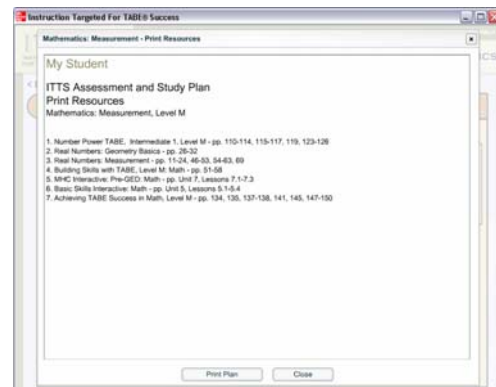 Instruction Targeted For TABE® Success
Mathematics: Measurement - Print Resources
My Student
ITTS Assessment and Study Plan
Print Resources
Mathematics: Measurement, Level M
1. Number Power TABE, Intermediate 1, Level M - pp. 110-114, 115-117, 119, 123-126
2. Real Numbers: Geometry Basics - pp. 26-32
3. Real Numbers: Measurement - pp. 11-24, 46-53, 54-63, 69
4. Building Skills with TABE, Level M: Math - pp. 51-58
5. MHC Interactive: Pre-GED: Math - pp. Unit 7, Lessons 7.1-7.3
6. Basic Skills Interactive: Math - pp. Unit 5, Lessons 5.1-5.4
7. Achieving TABE Success in Math, Level M - pp. 134, 135, 137-138, 141, 145, 147-150
Print Plan
Close